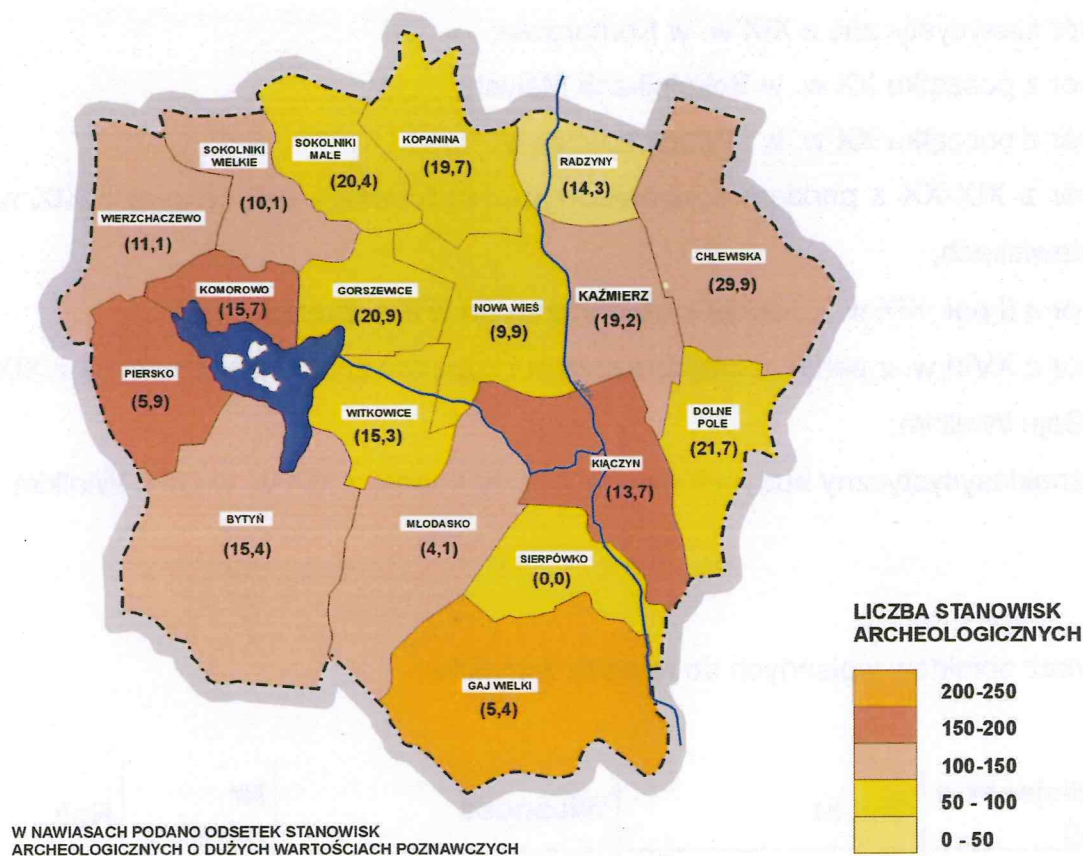 SOKOLNIKI
WIELKIE
(10,1)
SOKOLNIKI
MALE
(20,4)
KOPANINA
(19,7)
RADZYNY
(14,3)
WIERZCHACZEWO
(11,1)
CHLEWISKA
(29,9)
KOMOROWO
(15,7)
GORSZEWICE
(20,9)
NOWA WIEŚ
(9,9)
KAŹMIERZ
(19,2)
PIERSKO
(5,9)
WITKOWICE
(15,3)
DOLNE
POLE
(21,7)
KIĄCZYN
(13,7)
BYTYŃ
(15,4)
MŁODASKO
(4,1)
SIERPÓWKO
(0,0)
GAJ WIELKI
(5,4)
LICZBA STANOWISK
ARCHEOLOGICZNYCH
200-250
150-200
100-150
50 - 100
0 - 50
W NAWIASACH PODANO ODSETEK STANOWISK
ARCHEOLOGICZNYCH O DUŻYCH WARTOŚCIACH POZNAWCZYCH